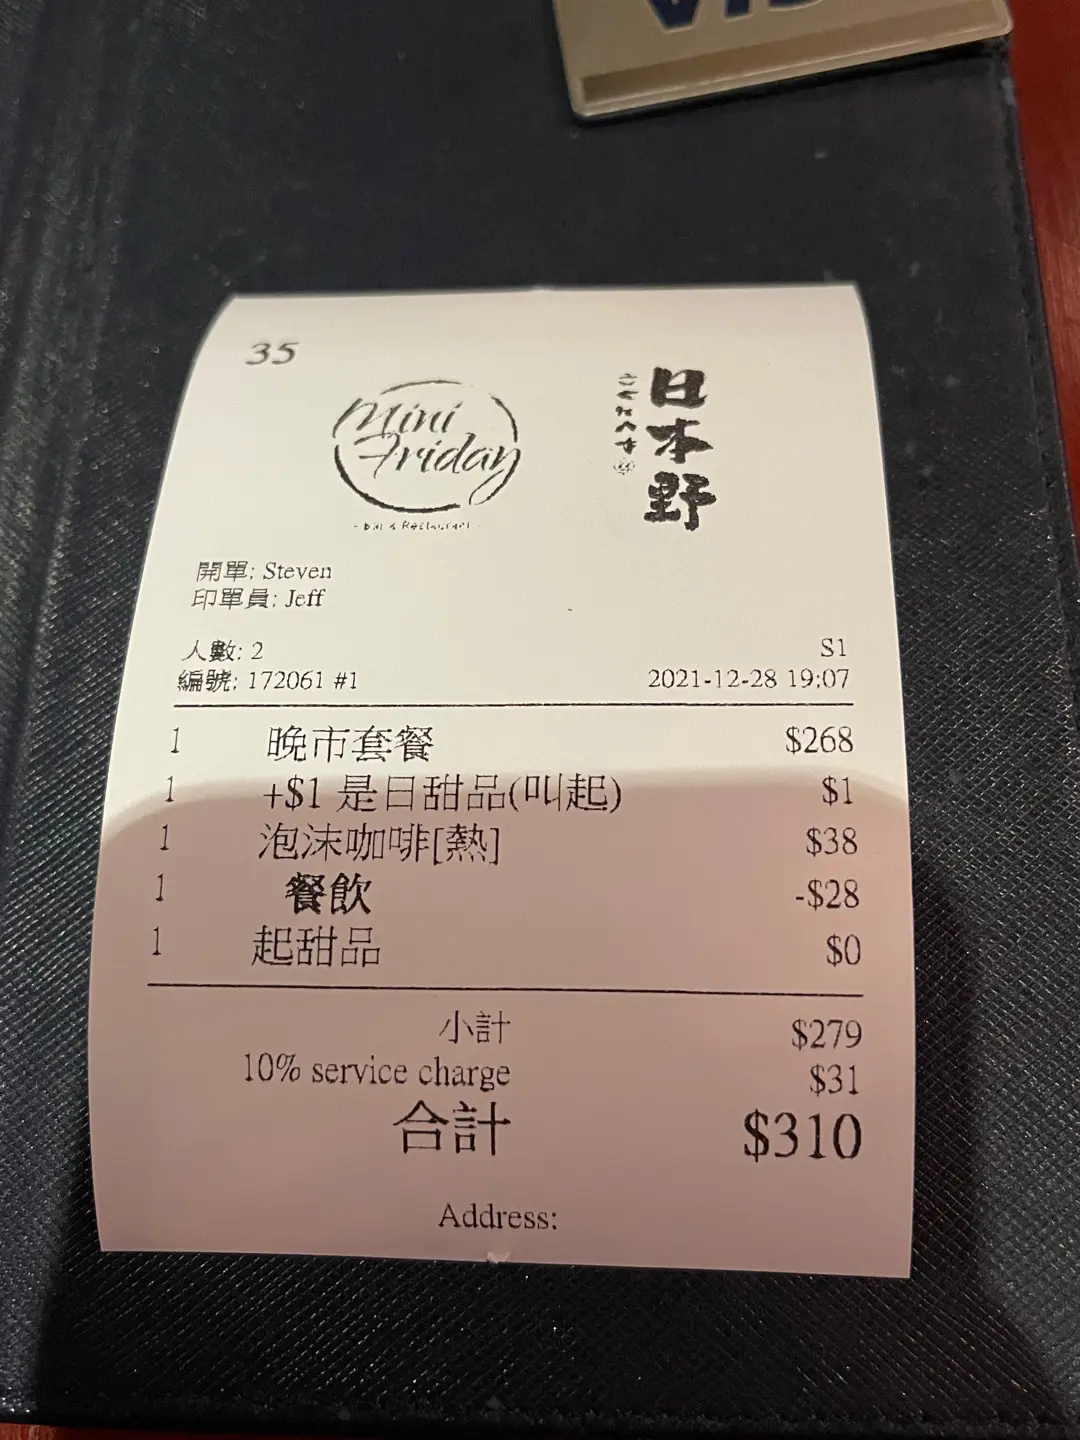 VISA
35
Mini
Friday
- Bar & Restaurant -
日本野
開單: Steven
印單員: Jeff
人數: 2 S1
編號: 172061 #1 2021-12-28 19:07
1 晚市套餐 $268
1 +$1 是日甜品(叫起) $1
1 泡沫咖啡[熱] $38
1 餐飲 -$28
1 起甜品 $0
小計 $279
10% service charge $31
合計 $310
Address: